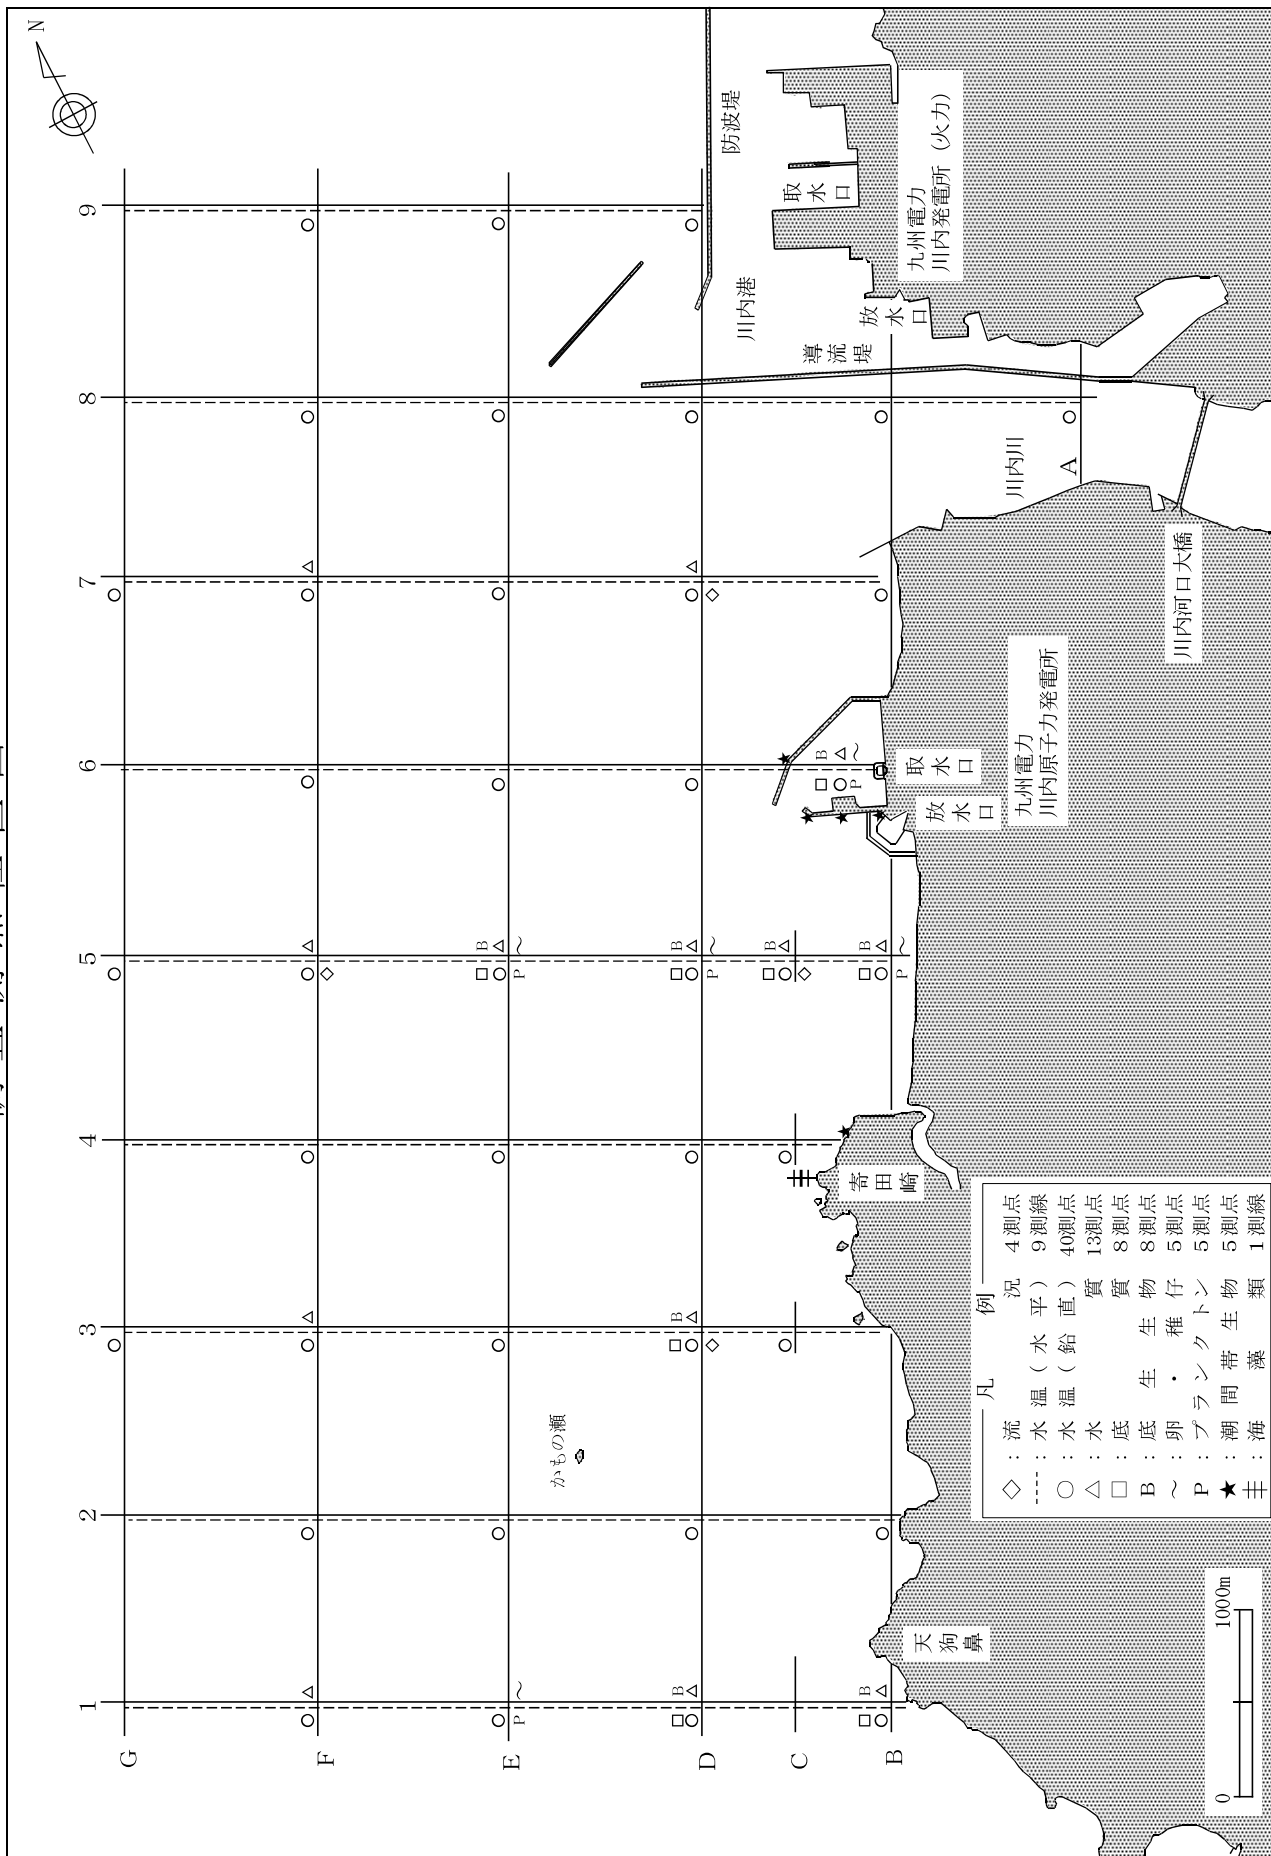 N
1 2 3 4 5 6 7 8 9
G
F
B
E P P
かもの瀬
B B B
D P 防波堤
川内港
B
C 取水口
B 導流堤
P
B B
寄田崎 放水口
B P
天狗鼻
取水口
放水口
九州電力
川内発電所（火力）
九州電力
川内原子力発電所
川内川
A
川内河口大橋
凡例
◇：流況 4測点
----：水温（水平） 9測線
○：水温（鉛直） 40測点
△：水質 13測点
□：底質 8測点
B：底生生物 8測点
～：卵・稚仔 5測点
P：プランクトン 5測点
★：潮間帯生物 5測点
：海藻類 1測線
0 1000m